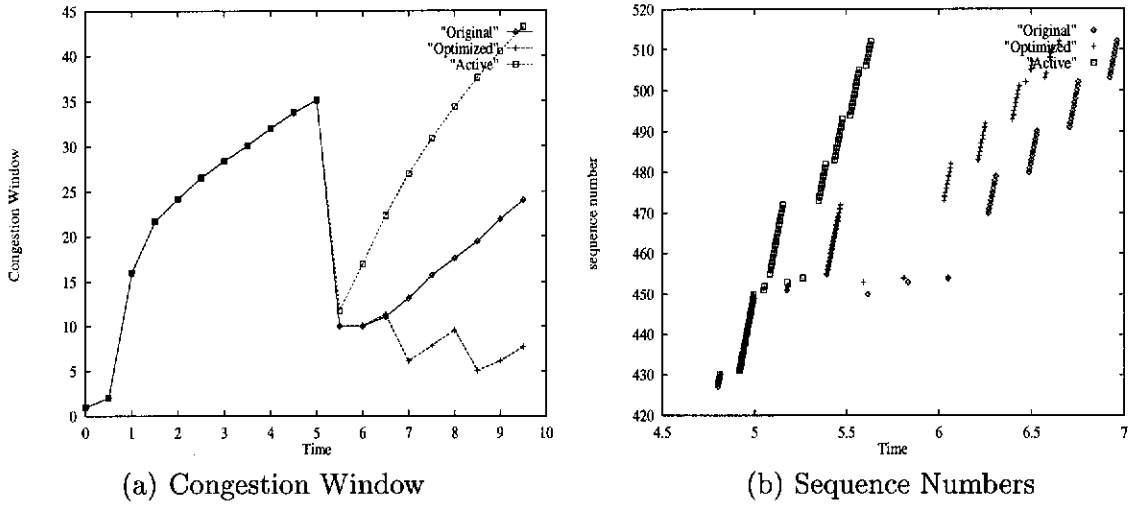 45
40
35
30
25
20
15
10
5
0
0 1 2 3 4 5 6 7 8 9 10
Congestion Window
Time
"Original"
"Optimized"
"Active"
(a) Congestion Window
520
510
500
490
480
470
460
450
440
430
420
4.5 5 5.5 6 6.5 7
sequence number
Time
"Original"
"Optimized"
"Active"
(b) Sequence Numbers